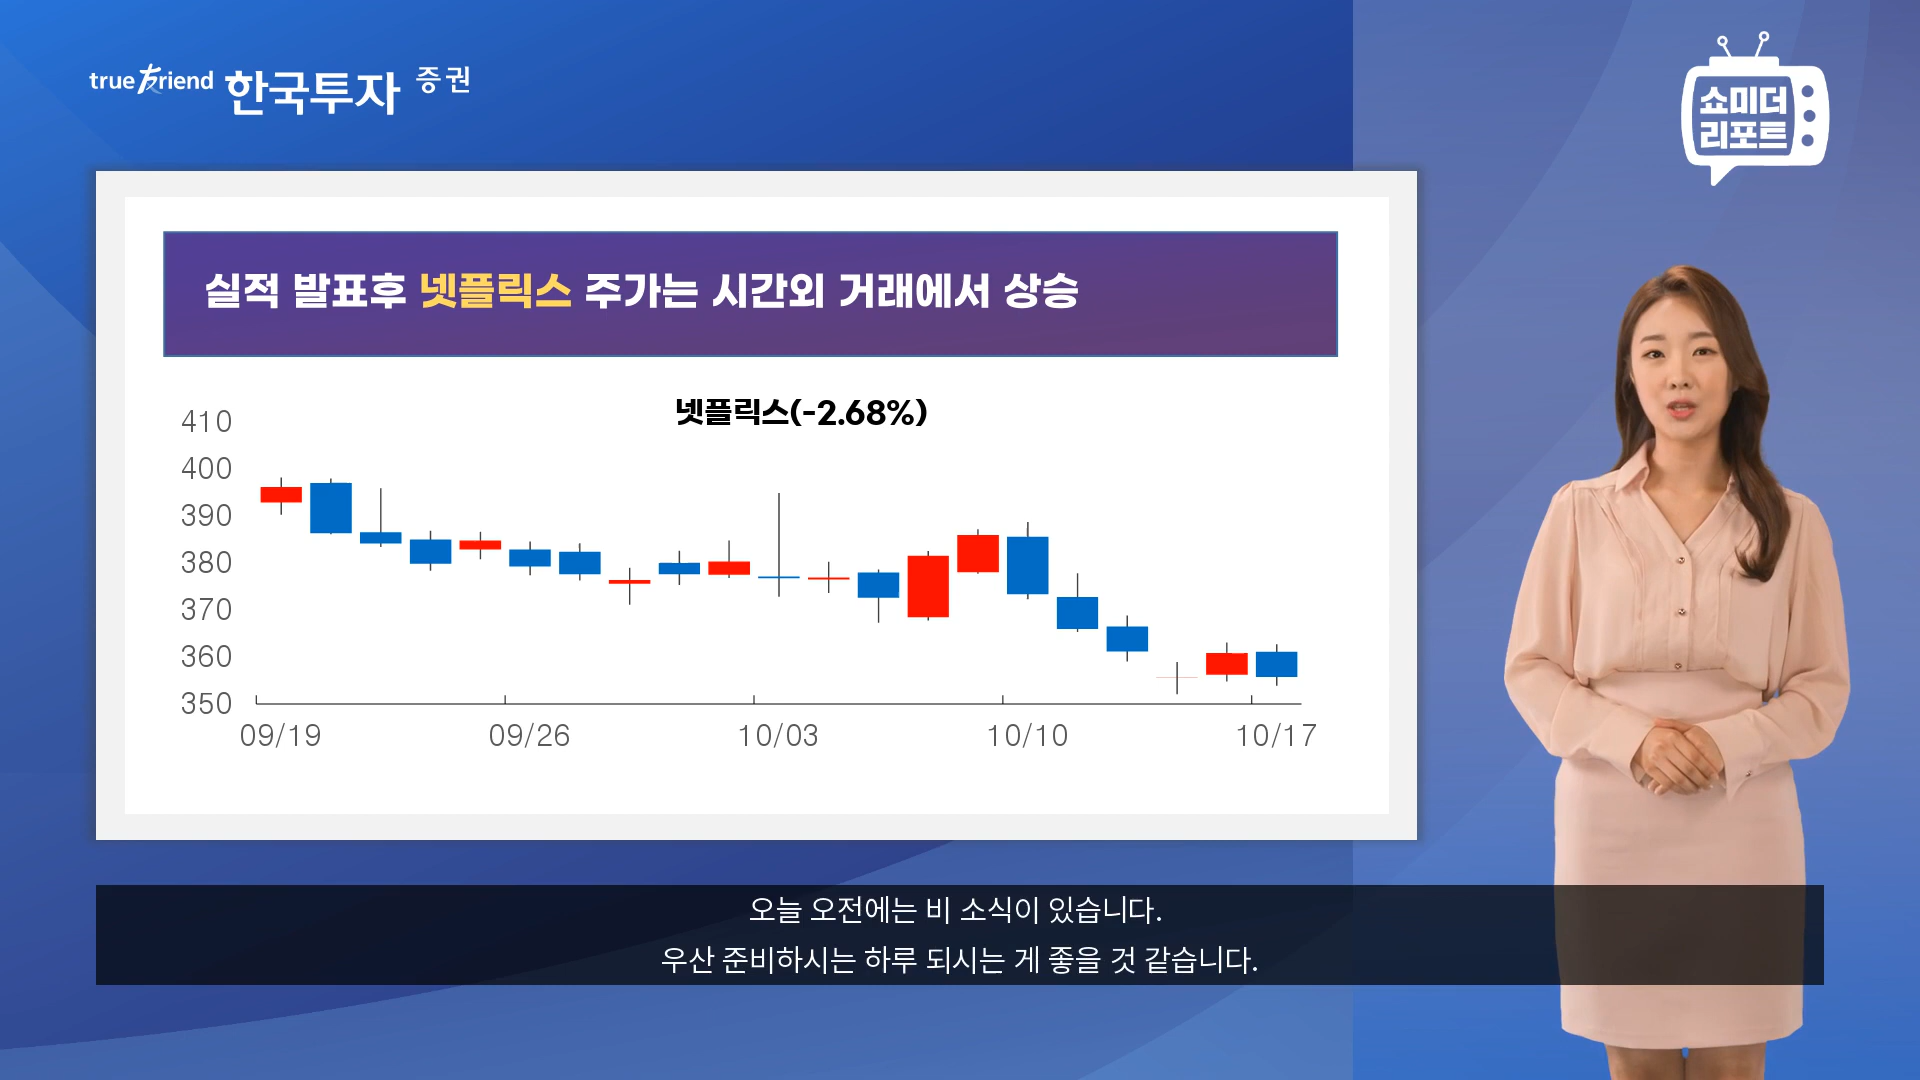 true friend 한국투자 증권
쇼미더
리포트
실적 발표후 넷플릭스 주가는 시간외 거래에서 상승
넷플릭스(-2.68%)
410
400
390
380
370
360
350
09/19 09/26 10/03 10/10 10/17
오늘 오전에는 비 소식이 있습니다.
우산 준비하시는 하루 되시는 게 좋을 것 같습니다.